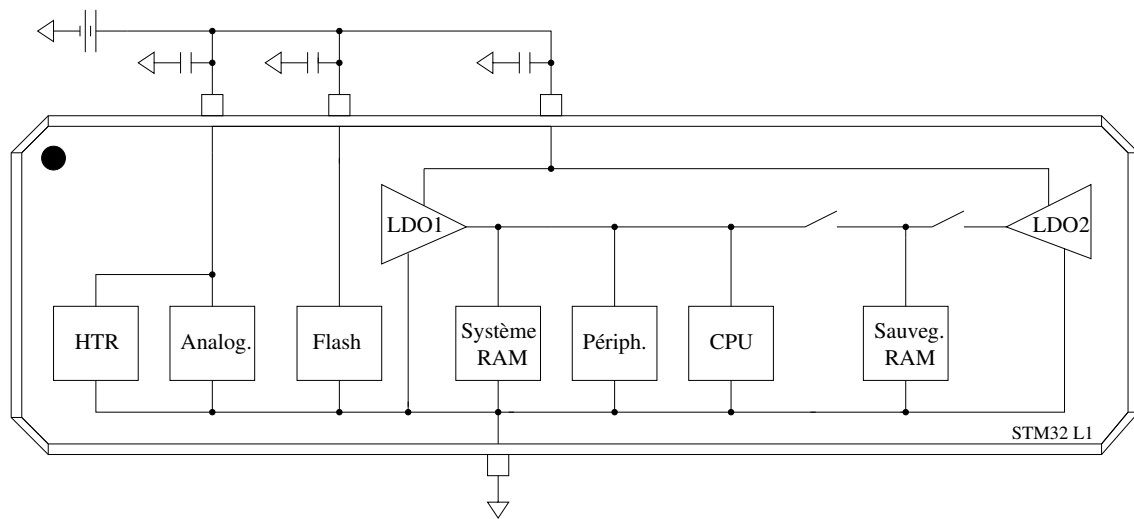 LDO1
LDO2
HTR
Analog.
Flash
Système
RAM
Périph.
CPU
Sauveg.
RAM
STM32 L1